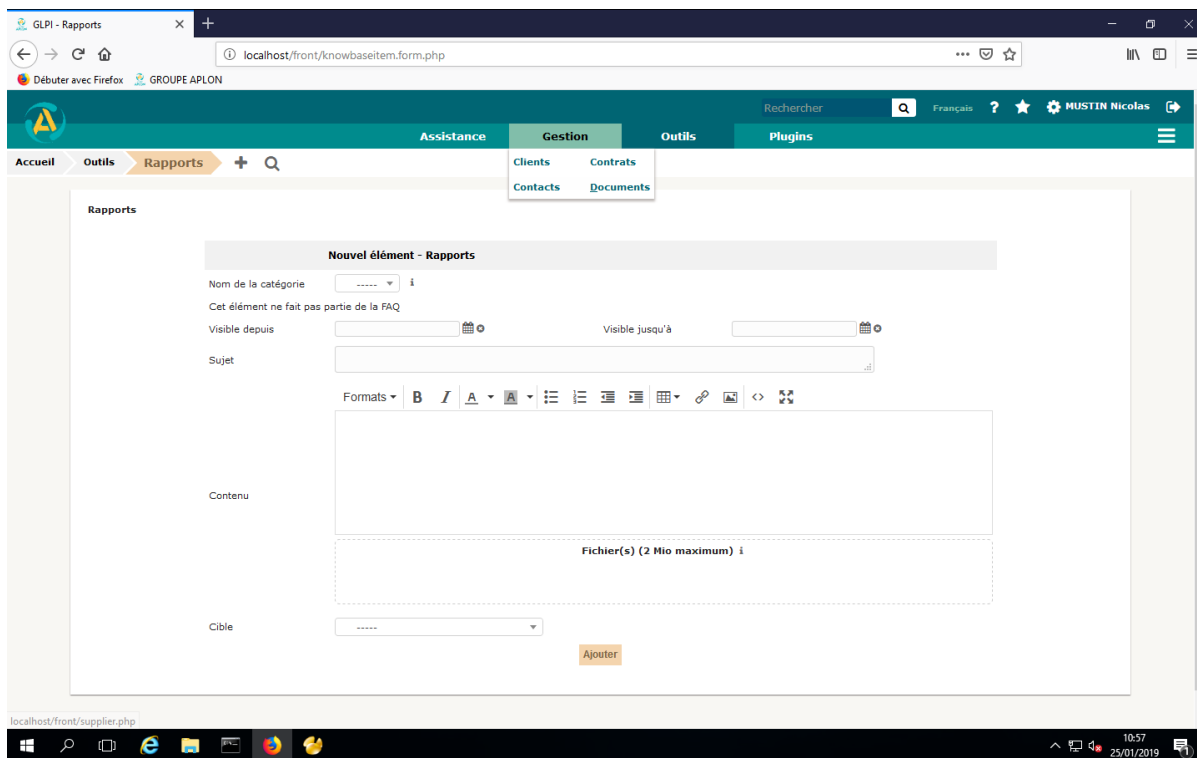 GLPI - Rapports
localhost/front/knowbaseitem.form.php
Débuter avec Firefox GROUPE APLON
Rechercher Français ? MUSTIN Nicolas
Assistance Gestion Outils Plugins
Accueil Outils Rapports
Clients Contrats
Contacts Documents
Rapports
Nouvel élément - Rapports
Nom de la catégorie ----- i
Cet élément ne fait pas partie de la FAQ
Visible depuis Visible jusqu'à
Sujet
Formats B I A A
Contenu
Fichier(s) (2 Mio maximum) i
Cible -----
Ajouter
localhost/front/supplier.php
10:57
25/01/2019
1